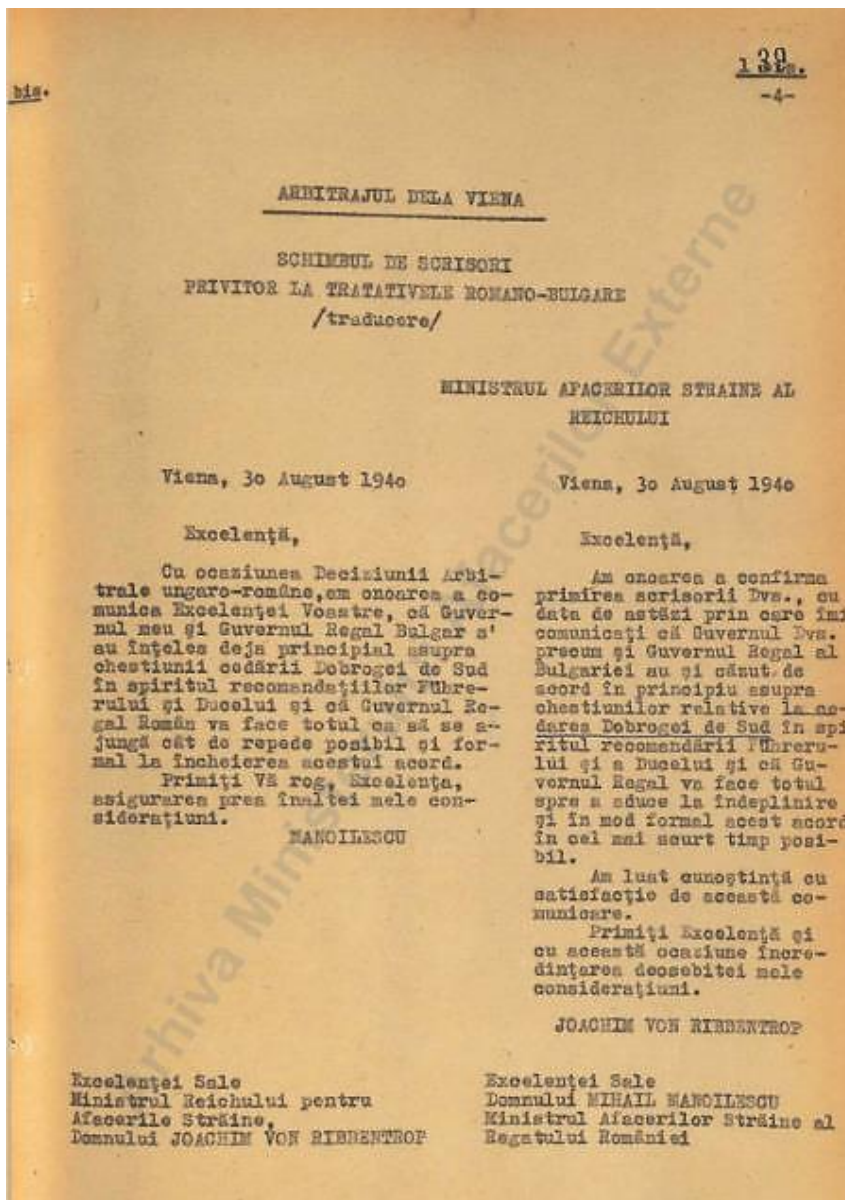 39
1 bis.
bis.
-4-
ARBITRAJUL DELA VIENA
SCHIMBUL DE SCRISORI
PRIVITOR LA TRATATIVELE ROMANO-BULGARE
/traducere/
MINISTRUL AFACERILOR STRAINE AL
REICHULUI
Viena, 3o August 194o
Excelenţă,
Cu ocaziunea Deciziunii Arbi-
trale ungaro-române,am onoarea a co-
munica Excelenţei Voastre, că Guver-
nul meu şi Guvernul Regal Bulgar s'
au înţeles deja principial asupra
chestiunii cedării Dobrogei de Sud
în spiritul recomandaţiilor Führe-
rului şi Ducelui şi că Guvernul Re-
gal Român va face totul ca să se a-
jungă cât de repede posibil şi for-
mal la încheierea acestui acord.
Primiţi Vă rog, Excelenţa,
asigurarea prea înaltei mele con-
sideraţiuni.
MANOILESCU
Excelenţei Sale
Ministrul Reichului pentru
Afacerile Străine,
Domnului JOACHIM VON RIBBENTROP
Viena, 3o August 194o
Excelenţă,
Am onoarea a confirma
primirea scrisorii Dvs., cu
data de astăzi prin care îmi
comunicaţi că Guvernul Dvs.
precum şi Guvernul Regal al
Bulgariei au şi căzut de
acord în principiu asupra
chestiunilor relative la ce-
darea Dobrogei de Sud în spi
ritul recomandării Führeru-
lui şi a Ducelui şi că Gu-
vernul Regal va face totul
spre a aduce la îndeplinire
şi în mod formal acest acord
în cel mai scurt timp posi-
bil.
Am luat cunoştinţă cu
satisfacţie de această co-
municare.
Primiţi Excelenţă şi
cu această ocaziune încre-
dinţarea deosebitei mele
consideraţiuni.
JOACHIM VON RIBBENTROP
Excelenţei Sale
Domnului MIHAIL MANOILESCU
Ministrul Afacerilor Străine al
Regatului României
Arhiva Ministerului Afacerilor Externe